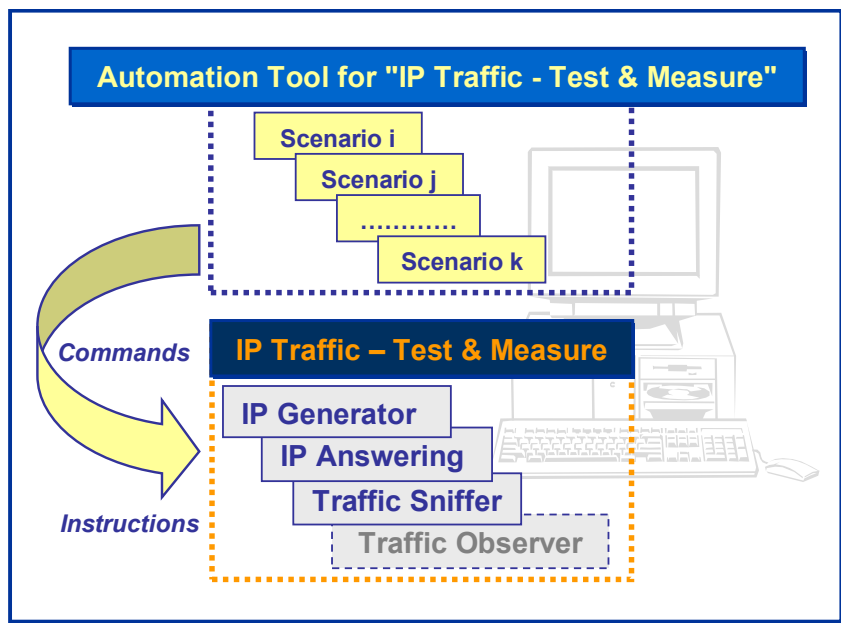 Automation Tool for "IP Traffic - Test & Measure"
Scenario i
Scenario j
............
Scenario k
Commands
IP Traffic – Test & Measure
IP Generator
IP Answering
Traffic Sniffer
Instructions
Traffic Observer